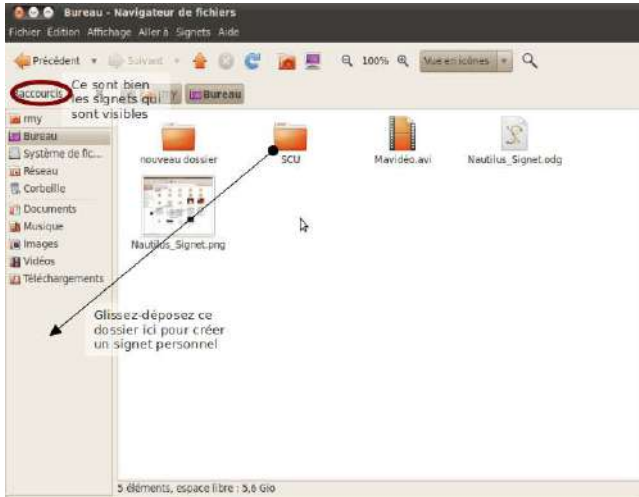 Bureau - Navigateur de fichiers
Fichier Edition Affichage Aller à Signets Aide
Précédent Suivant 100% Vue en icônes
Raccourcis my Bureau
Ce sont bien
les signets qui
sont visibles
rmy
Bureau
Système de fic...
Réseau
Corbeille
Documents
Musique
Images
Vidéos
Téléchargements
nouveau dossier SCU Mavidéo.avi Nautilus_Signet.odg
Nautilus_Signet.png
Glissez-déposez ce
dossier ici pour créer
un signet personnel
5 éléments, espace libre : 5,6 Gio